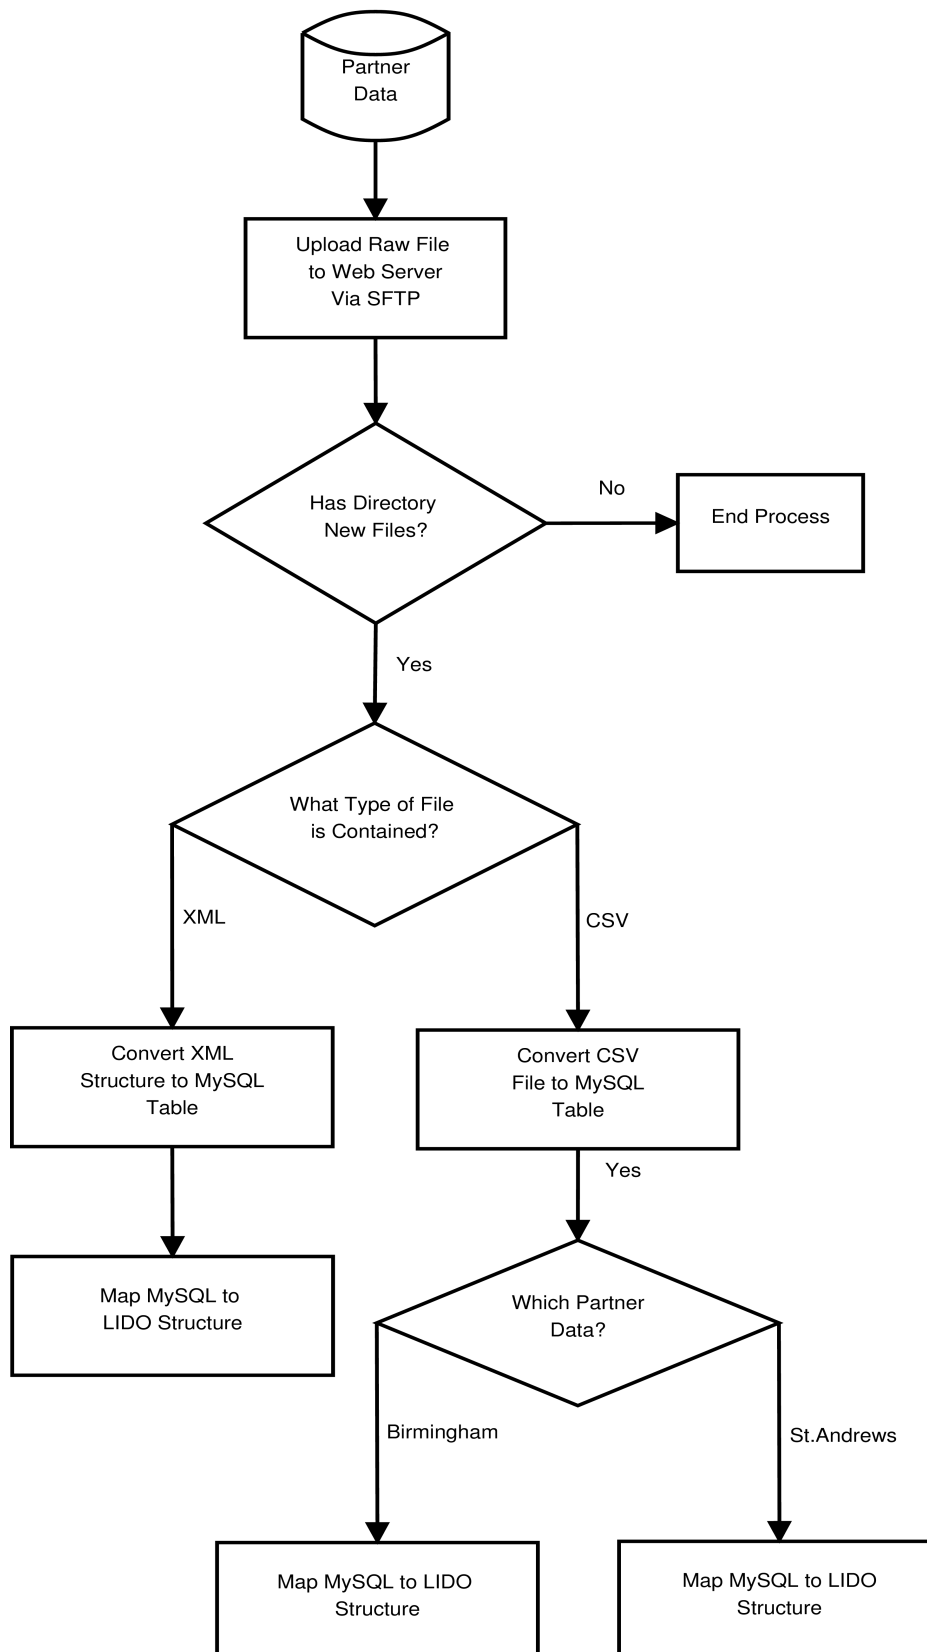 Partner
Data
Upload Raw File
to Web Server
Via SFTP
Has Directory
New Files?
No
End Process
Yes
What Type of File
is Contained?
XML
CSV
Convert XML
Structure to MySQL
Table
Convert CSV
File to MySQL
Table
Yes
Map MySQL to
LIDO Structure
Which Partner
Data?
Birmingham
St.Andrews
Map MySQL to LIDO
Structure
Map MySQL to LIDO
Structure